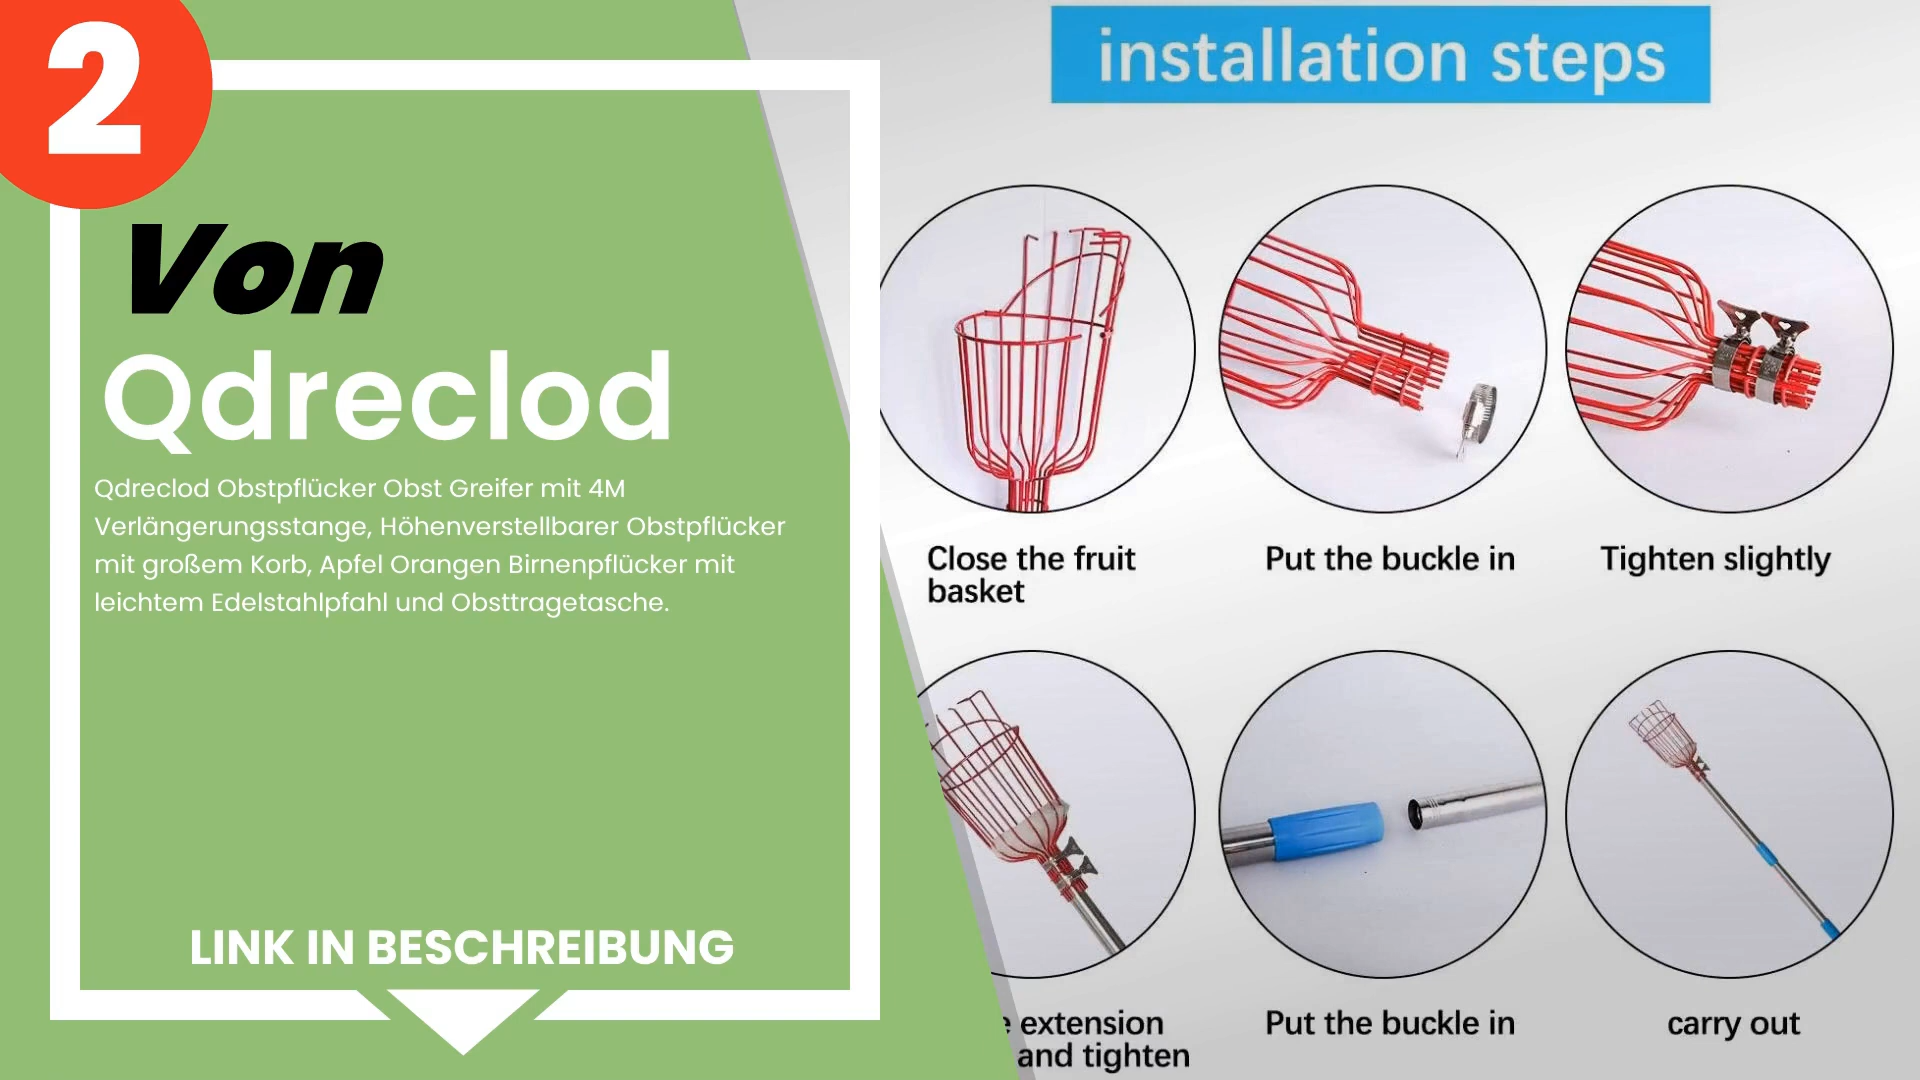 2
Von
Qdreclod
Qdreclod Obstpflücker Obst Greifer mit 4M
Verlängerungsstange, Höhenverstellbarer Obstpflücker
mit großem Korb, Apfel Orangen Birnenpflücker mit
leichtem Edelstahlpfahl und Obsttragetasche.
LINK IN BESCHREIBUNG
installation steps
Close the fruit
basket
Put the buckle in
Tighten slightly
extension
and tighten
Put the buckle in
carry out